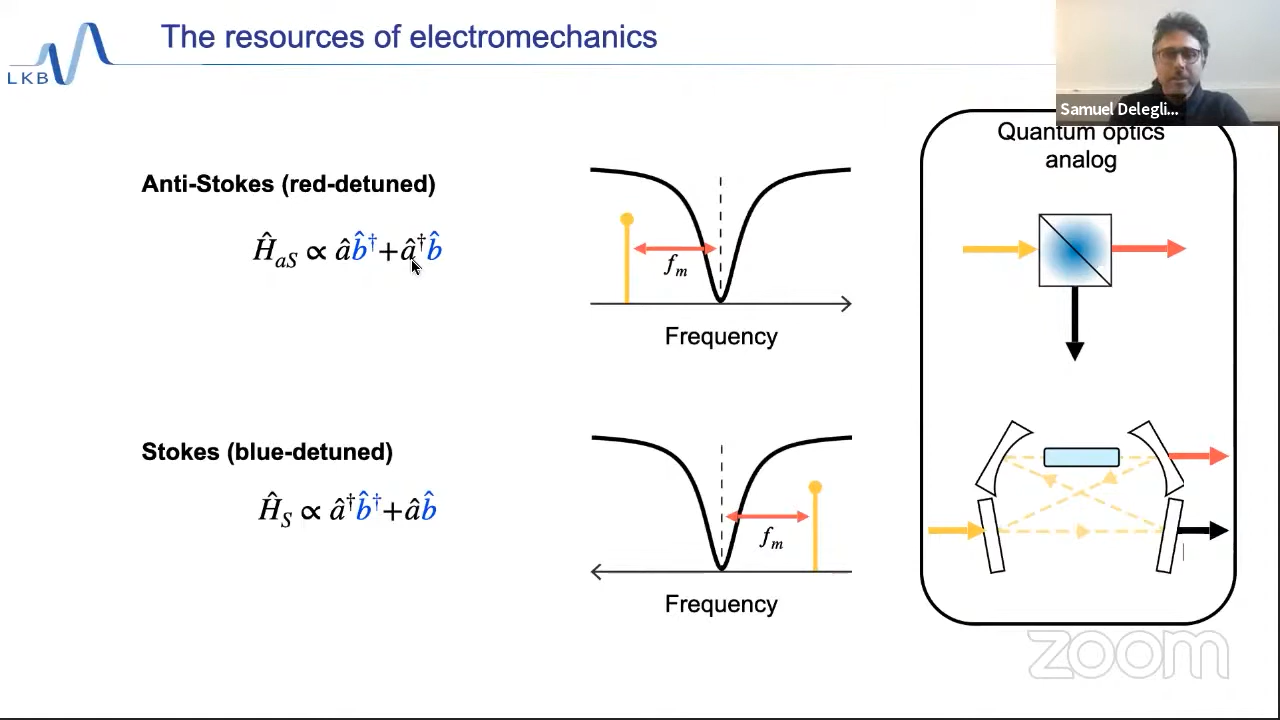 The resources of electromechanics
LKB
Samuel Delegli...
Quantum optics
analog
Anti-Stokes (red-detuned)
Ĥ_aS ∝ âb̂†+â†b̂
f_m
Frequency
Stokes (blue-detuned)
Ĥ_S ∝ â†b̂†+âb̂
f_m
Frequency
zoom